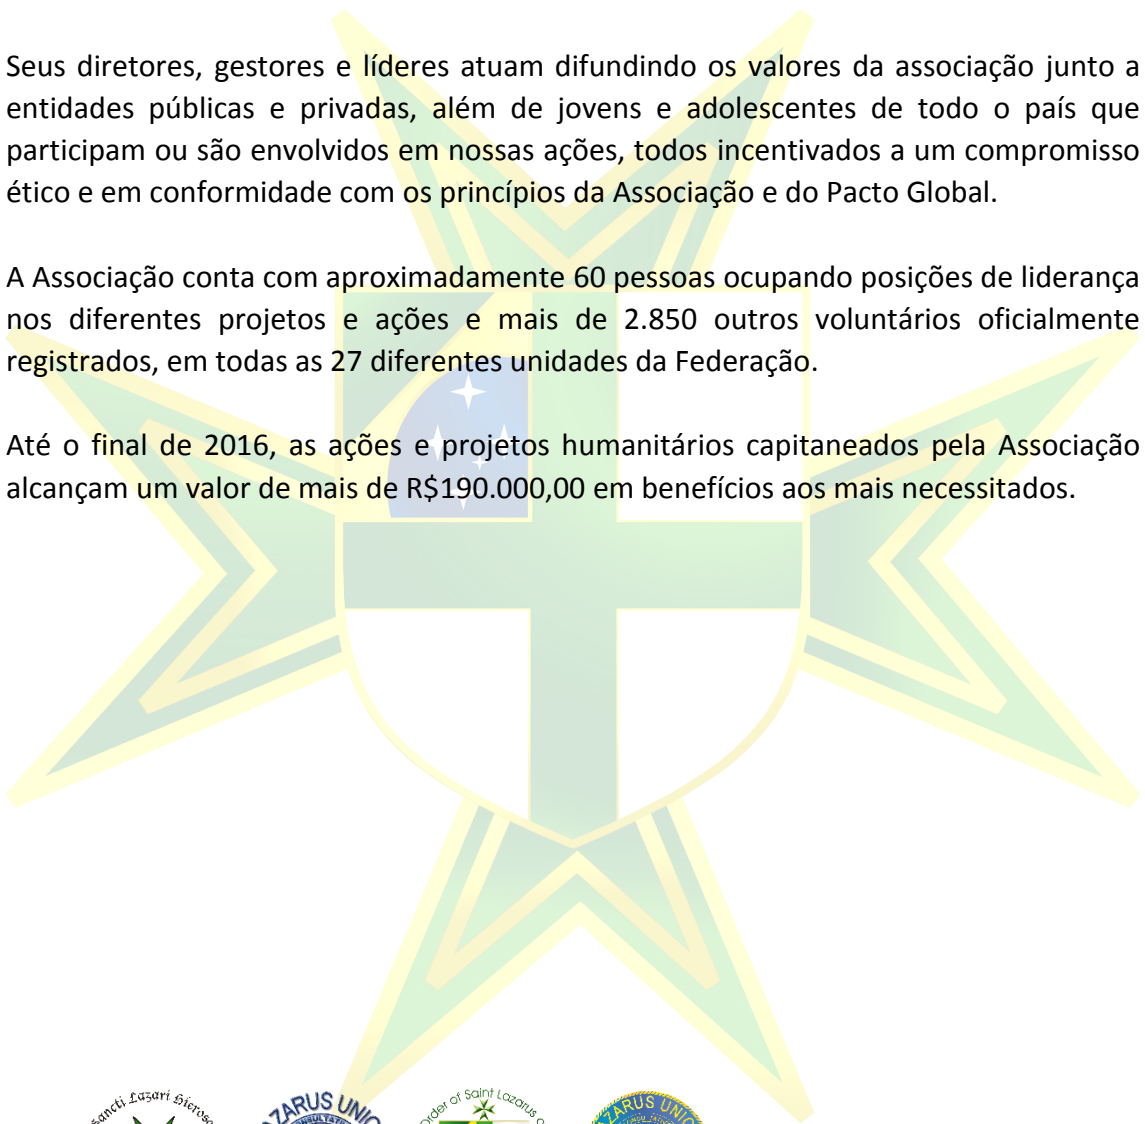 Seus diretores, gestores e líderes atuam difundindo os valores da associação junto a
entidades públicas e privadas, além de jovens e adolescentes de todo o país que
participam ou são envolvidos em nossas ações, todos incentivados a um compromisso
ético e em conformidade com os princípios da Associação e do Pacto Global.
A Associação conta com aproximadamente 60 pessoas ocupando posições de liderança
nos diferentes projetos e ações e mais de 2.850 outros voluntários oficialmente
registrados, em todas as 27 diferentes unidades da Federação.
Até o final de 2016, as ações e projetos humanitários capitaneados pela Associação
alcançam um valor de mais de R$190.000,00 em benefícios aos mais necessitados.
Lazari
Order of Saint Lazarus